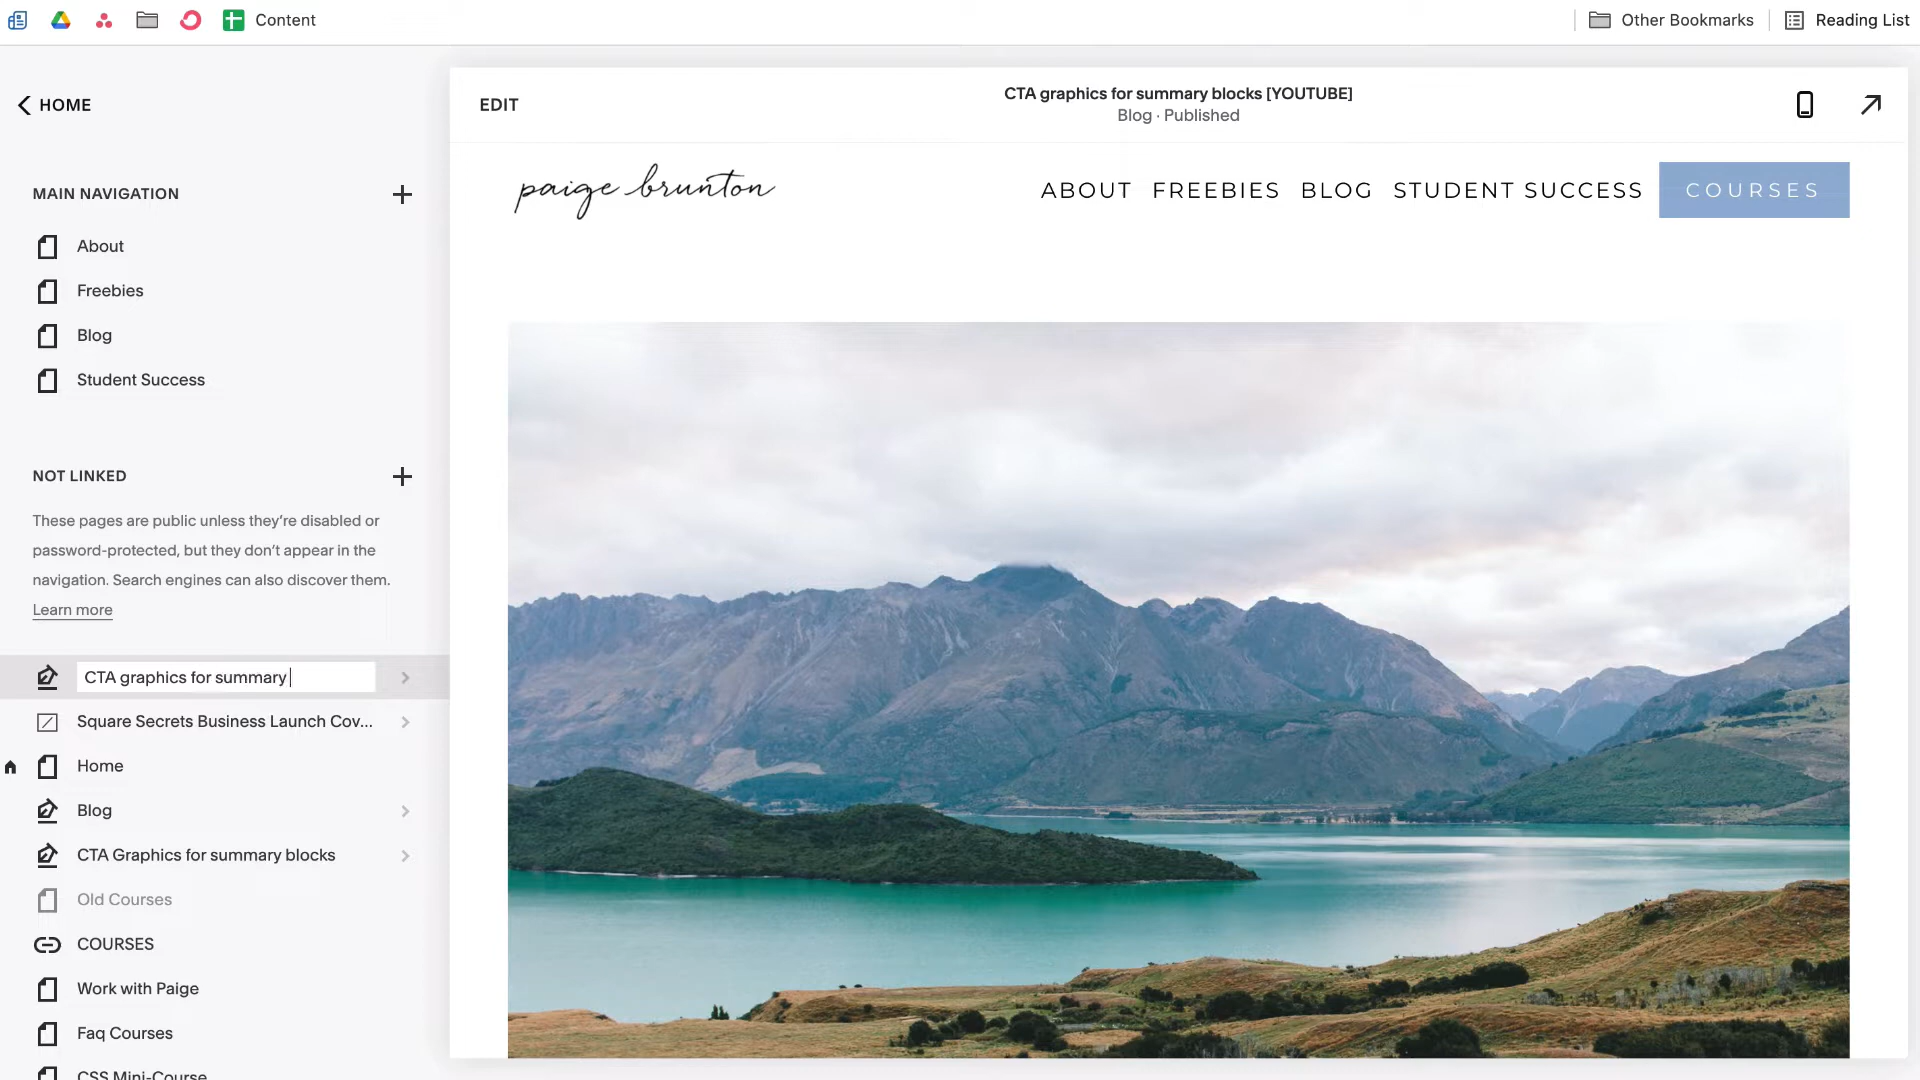 Content
Other Bookmarks
Reading List
HOME
MAIN NAVIGATION
About
Freebies
Blog
Student Success
NOT LINKED
These pages are public unless they’re disabled or
password-protected, but they don’t appear in the
navigation. Search engines can also discover them.
Learn more
CTA graphics for summary
Square Secrets Business Launch Cov...
Home
Blog
CTA Graphics for summary blocks
Old Courses
COURSES
Work with Paige
Faq Courses
CSS Mini-Course
EDIT
CTA graphics for summary blocks [YOUTUBE]
Blog · Published
paige brunton
ABOUT FREEBIES BLOG STUDENT SUCCESS COURSES